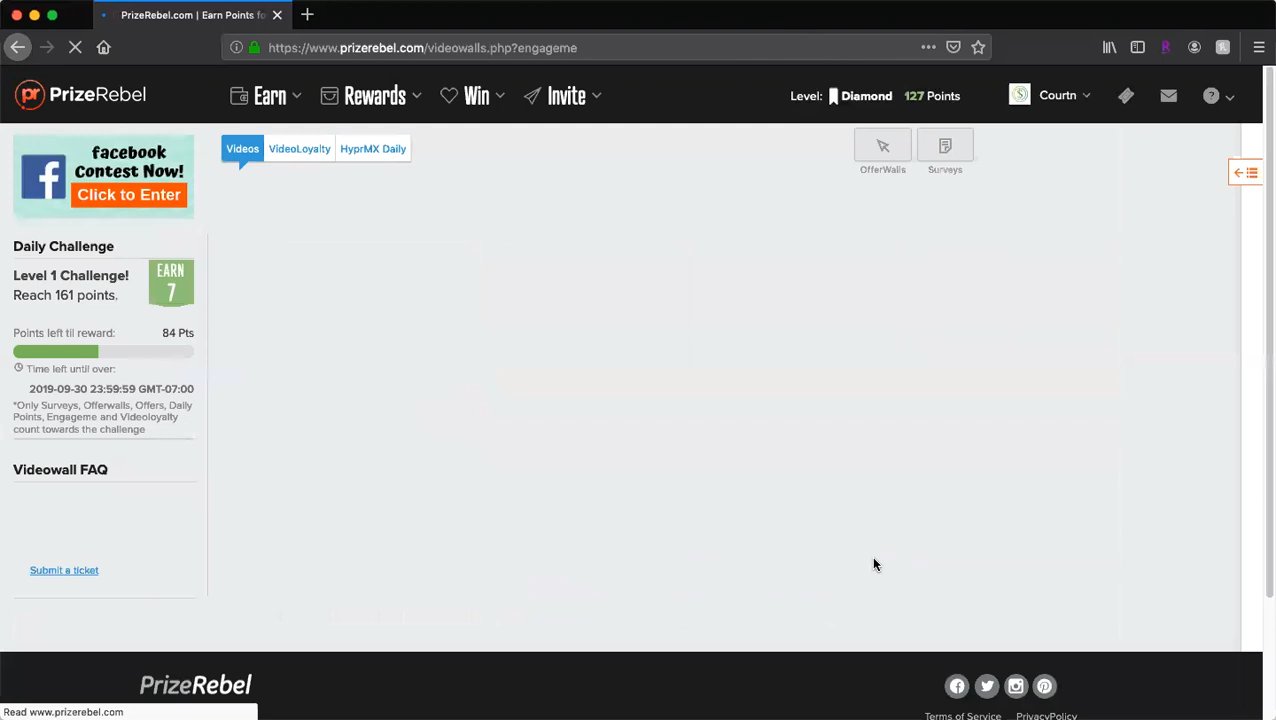 PrizeRebel.com | Earn Points fo
https://www.prizerebel.com/videowalls.php?engageme
pr PrizeRebel
Earn
Rewards
Win
Invite
Level: Diamond 127 Points
Courtn
facebook
Contest Now!
Click to Enter
Videos
VideoLoyalty
HyprMX Daily
OfferWalls
Surveys
Daily Challenge
Level 1 Challenge!
Reach 161 points.
EARN
7
Points left til reward: 84 Pts
Time left until over:
2019-09-30 23:59:59 GMT-07:00
*Only Surveys, Offerwalls, Offers, Daily
Points, Engageme and Videoloyalty
count towards the challenge
Videowall FAQ
Submit a ticket
PrizeRebel
Terms of Service PrivacyPolicy
Read www.prizerebel.com